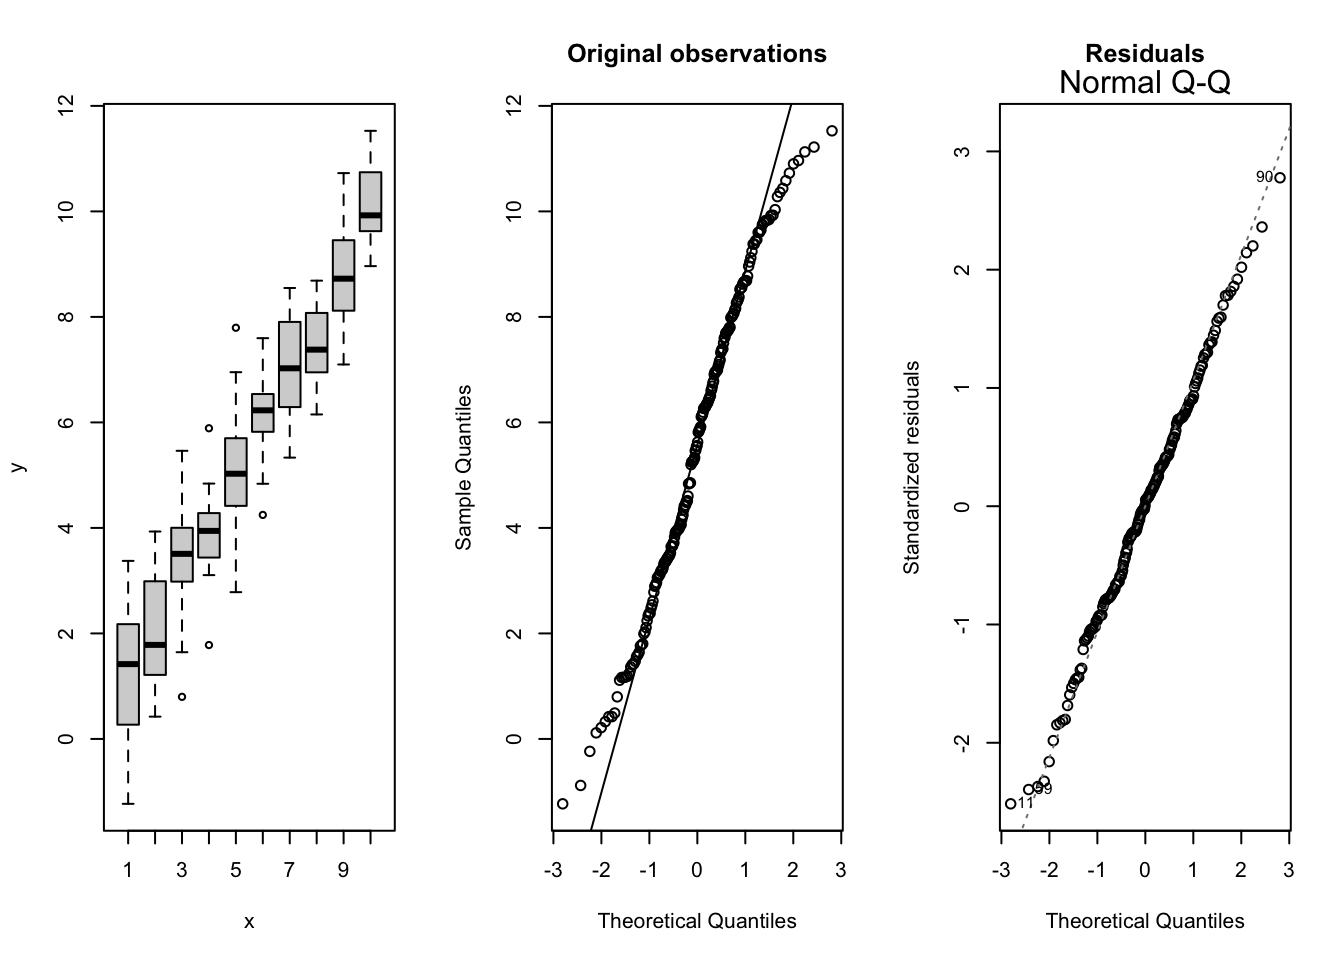 Original observations
Residuals
Normal Q-Q
y
0
2
4
6
8
10
12
1 3 5 7 9
x
Sample Quantiles
0
2
4
6
8
10
12
-3 -2 -1 0 1 2 3
Theoretical Quantiles
Standardized residuals
-2
-1
0
1
2
3
90
11
-3 -2 -1 0 1 2 3
Theoretical Quantiles